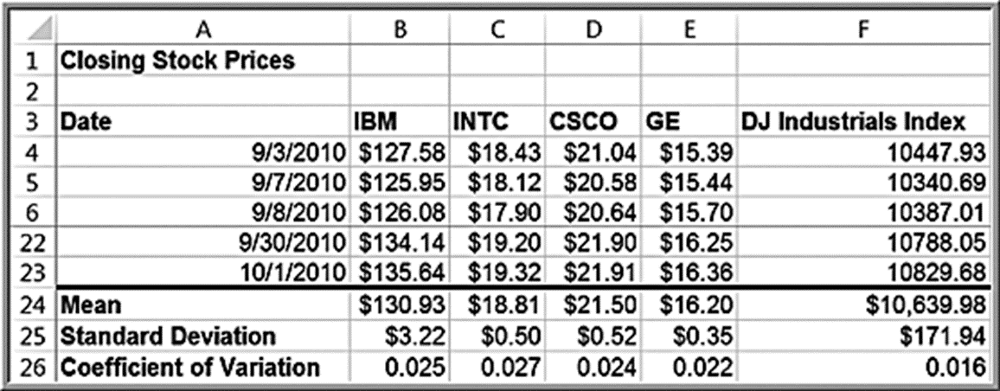 A B C D E F
1 Closing Stock Prices
2
3 Date IBM INTC CSCO GE DJ Industrials Index
4 9/3/2010 $127.58 $18.43 $21.04 $15.39 10447.93
5 9/7/2010 $125.95 $18.12 $20.58 $15.44 10340.69
6 9/8/2010 $126.08 $17.90 $20.64 $15.70 10387.01
22 9/30/2010 $134.14 $19.20 $21.90 $16.25 10788.05
23 10/1/2010 $135.64 $19.32 $21.91 $16.36 10829.68
24 Mean $130.93 $18.81 $21.50 $16.20 $10,639.98
25 Standard Deviation $3.22 $0.50 $0.52 $0.35 $171.94
26 Coefficient of Variation 0.025 0.027 0.024 0.022 0.016